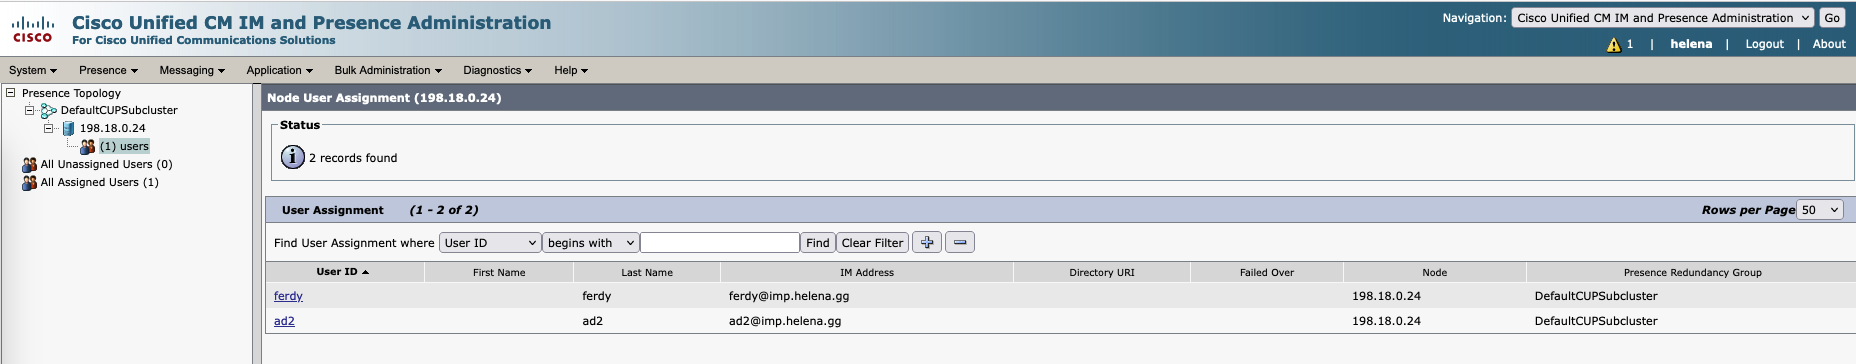 CISCO
Cisco Unified CM IM and Presence Administration
For Cisco Unified Communications Solutions
Navigation: Cisco Unified CM IM and Presence Administration Go
1 | helena | Logout | About
System Presence Messaging Application Bulk Administration Diagnostics Help
Presence Topology
DefaultCUPSubcluster
198.18.0.24
(1) users
All Unassigned Users (0)
All Assigned Users (1)
Node User Assignment (198.18.0.24)
Status
2 records found
User Assignment (1 - 2 of 2) Rows per Page 50
Find User Assignment where User ID begins with Find Clear Filter
User ID First Name Last Name IM Address Directory URI Failed Over Node Presence Redundancy Group
ferdy ferdy ferdy@imp.helena.gg 198.18.0.24 DefaultCUPSubcluster
ad2 ad2 ad2@imp.helena.gg 198.18.0.24 DefaultCUPSubcluster